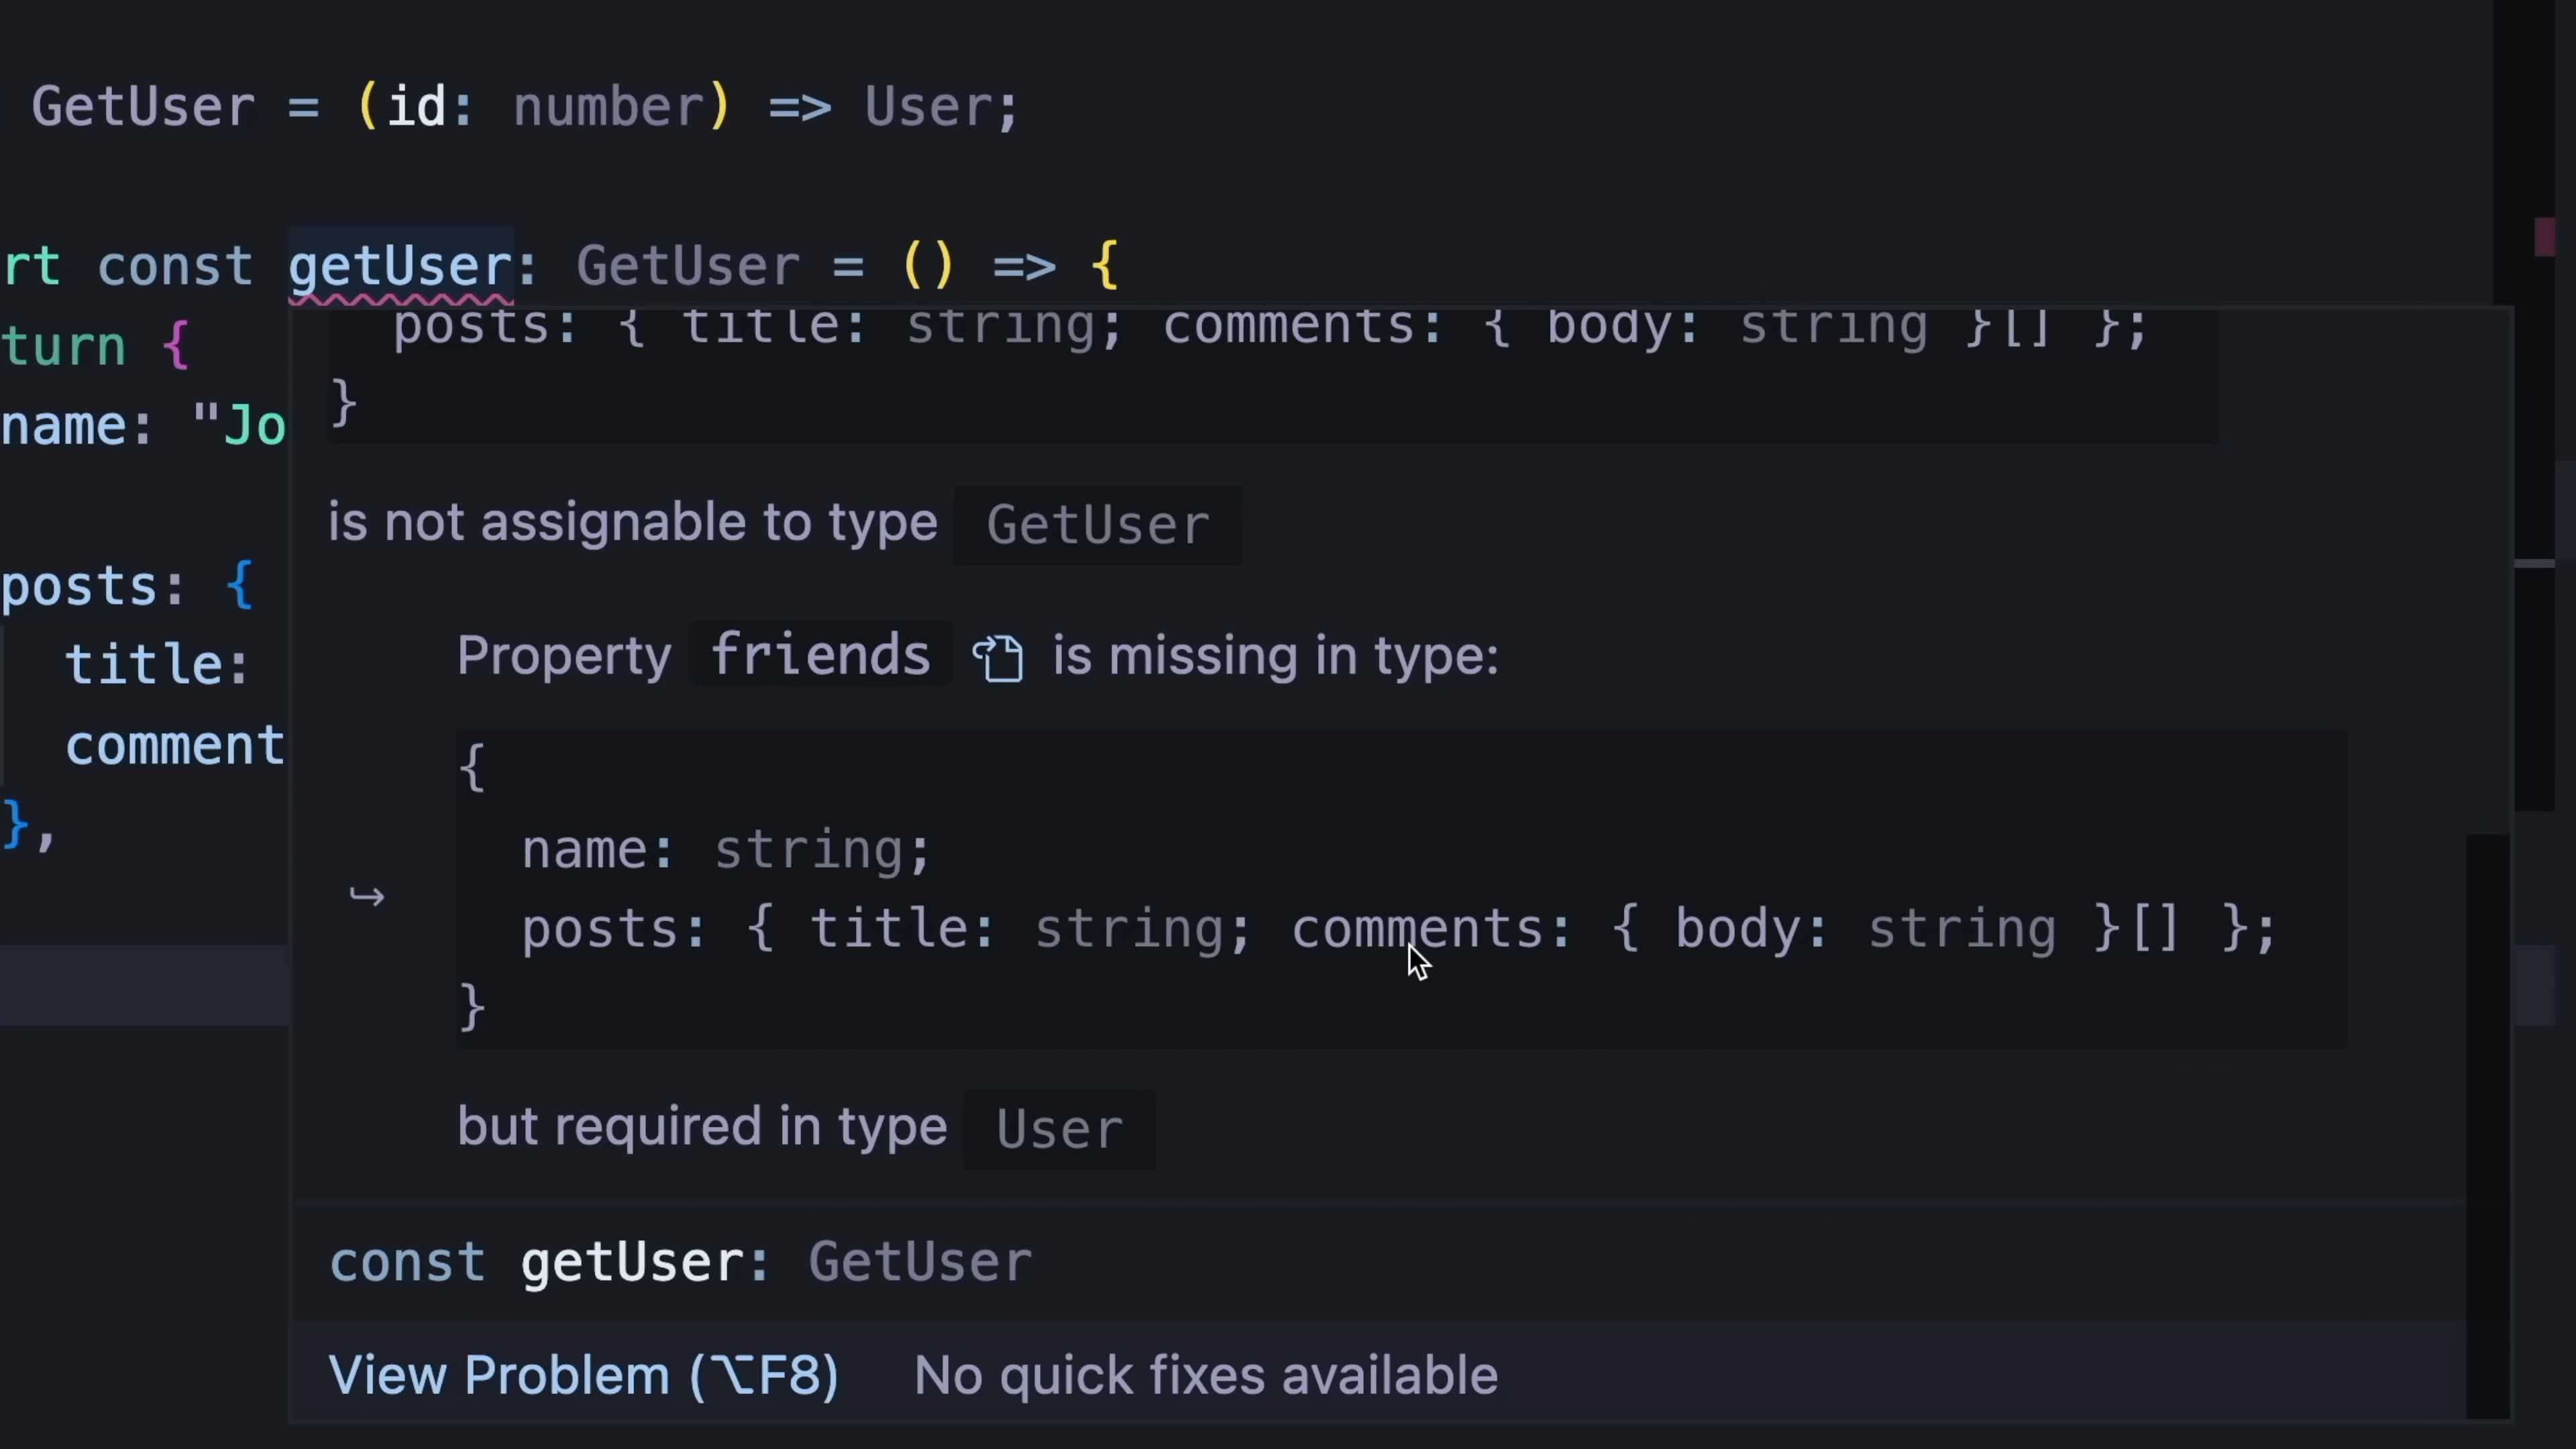 GetUser = (id: number) => User;
rt const getUser: GetUser = () => {
turn {
name: "Jo
posts: {
title:
comment
},
posts: { title: string; comments: { body: string }[] };
}
is not assignable to type GetUser
Property friends is missing in type:
{
name: string;
↪ posts: { title: string; comments: { body: string }[] };
}
but required in type User
const getUser: GetUser
View Problem (⌥F8) No quick fixes available